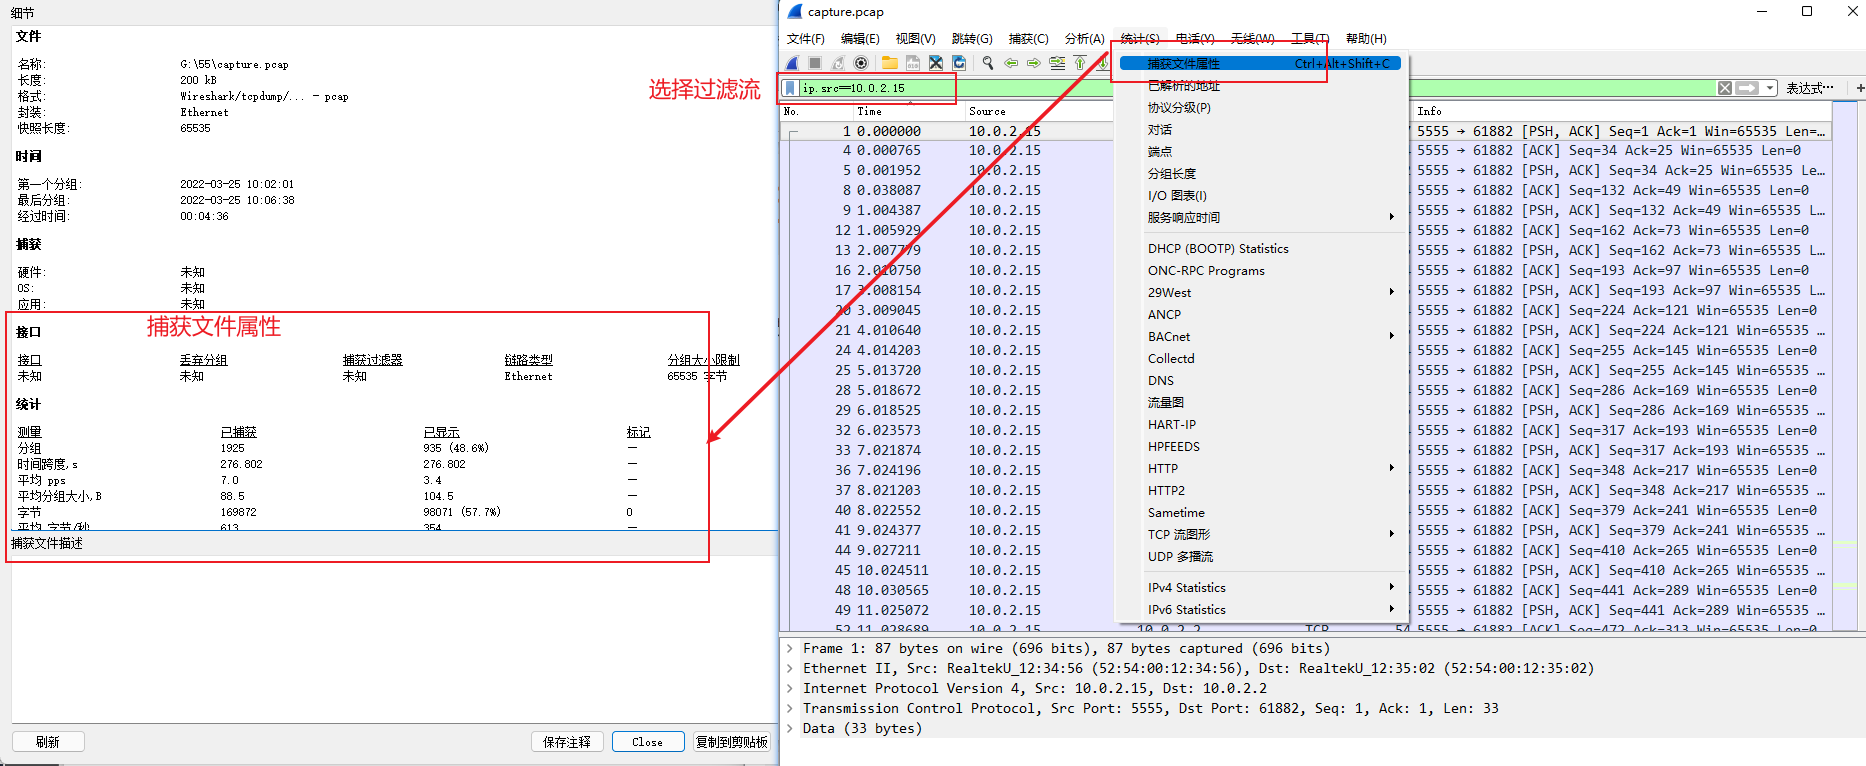 细节
文件
名称: G:\55\capture.pcap
长度: 200 kB
格式: Wireshark/tcpdump/... - pcap
封装: Ethernet
快照长度: 65535
时间
第一个分组: 2022-03-25 10:02:01
最后分组: 2022-03-25 10:06:38
经过时间: 00:04:36
捕获
硬件: 未知
OS: 未知
应用: 未知
捕获文件属性
接口
接口 丢弃分组 捕获过滤器 链路类型 分组大小限制
未知 未知 未知 Ethernet 65535 字节
统计
测量 已捕获 已显示 标记
分组 1925 935 (48.6%) —
时间跨度,s 276.802 276.802 —
平均 pps 7.0 3.4 —
平均分组大小,B 88.5 104.5 —
字节 169872 98071 (57.7%) 0
平均 字节/秒 613 354 —
捕获文件描述
刷新 保存注释 Close 复制到剪贴板
选择过滤流
capture.pcap
文件(F) 编辑(E) 视图(V) 跳转(G) 捕获(C) 分析(A) 统计(S) 电话(Y) 无线(W) 工具(T) 帮助(H)
ip.src==10.0.2.15 表达式…
No. Time Source Info
1 0.000000 10.0.2.15 5555 → 61882 [PSH, ACK] Seq=1 Ack=1 Win=65535 Len=…
4 0.000765 10.0.2.15 5555 → 61882 [ACK] Seq=34 Ack=25 Win=65535 Len=0
5 0.001952 10.0.2.15 5555 → 61882 [PSH, ACK] Seq=34 Ack=25 Win=65535 Le…
8 0.038087 10.0.2.15 5555 → 61882 [ACK] Seq=132 Ack=49 Win=65535 Len=0
9 1.004387 10.0.2.15 5555 → 61882 [PSH, ACK] Seq=132 Ack=49 Win=65535 L…
12 1.005929 10.0.2.15 5555 → 61882 [ACK] Seq=162 Ack=73 Win=65535 Len=0
13 2.007779 10.0.2.15 5555 → 61882 [PSH, ACK] Seq=162 Ack=73 Win=65535 L…
16 2.010750 10.0.2.15 5555 → 61882 [ACK] Seq=193 Ack=97 Win=65535 Len=0
17 3.008154 10.0.2.15 5555 → 61882 [PSH, ACK] Seq=193 Ack=97 Win=65535 L…
20 3.009045 10.0.2.15 5555 → 61882 [ACK] Seq=224 Ack=121 Win=65535 Len=0
21 4.010640 10.0.2.15 5555 → 61882 [PSH, ACK] Seq=224 Ack=121 Win=65535 …
24 4.014203 10.0.2.15 5555 → 61882 [ACK] Seq=255 Ack=145 Win=65535 Len=0
25 5.013720 10.0.2.15 5555 → 61882 [PSH, ACK] Seq=255 Ack=145 Win=65535 …
28 5.018672 10.0.2.15 5555 → 61882 [ACK] Seq=286 Ack=169 Win=65535 Len=0
29 6.018525 10.0.2.15 5555 → 61882 [PSH, ACK] Seq=286 Ack=169 Win=65535 …
32 6.023573 10.0.2.15 5555 → 61882 [ACK] Seq=317 Ack=193 Win=65535 Len=0
33 7.021874 10.0.2.15 5555 → 61882 [PSH, ACK] Seq=317 Ack=193 Win=65535 …
36 7.024196 10.0.2.15 5555 → 61882 [ACK] Seq=348 Ack=217 Win=65535 Len=0
37 8.021203 10.0.2.15 5555 → 61882 [PSH, ACK] Seq=348 Ack=217 Win=65535 …
40 8.022552 10.0.2.15 5555 → 61882 [ACK] Seq=379 Ack=241 Win=65535 Len=0
41 9.024377 10.0.2.15 5555 → 61882 [PSH, ACK] Seq=379 Ack=241 Win=65535 …
44 9.027211 10.0.2.15 5555 → 61882 [ACK] Seq=410 Ack=265 Win=65535 Len=0
45 10.024511 10.0.2.15 5555 → 61882 [PSH, ACK] Seq=410 Ack=265 Win=65535 …
48 10.030565 10.0.2.15 5555 → 61882 [ACK] Seq=441 Ack=289 Win=65535 Len=0
49 11.025072 10.0.2.15 5555 → 61882 [PSH, ACK] Seq=441 Ack=289 Win=65535 …
52 11.028689 10.0.2.15 10.0.2.2 TCP 54 5555 → 61882 [ACK] Seq=472 Ack=313 Win=65535 Len=0
捕获文件属性 Ctrl+Alt+Shift+C
已解析的地址
协议分级(P)
对话
端点
分组长度
I/O 图表(I)
服务响应时间
DHCP (BOOTP) Statistics
ONC-RPC Programs
29West
ANCP
BACnet
Collectd
DNS
流量图
HART-IP
HPFEEDS
HTTP
HTTP2
Sametime
TCP 流图形
UDP 多播流
IPv4 Statistics
IPv6 Statistics
Frame 1: 87 bytes on wire (696 bits), 87 bytes captured (696 bits)
Ethernet II, Src: RealtekU_12:34:56 (52:54:00:12:34:56), Dst: RealtekU_12:35:02 (52:54:00:12:35:02)
Internet Protocol Version 4, Src: 10.0.2.15, Dst: 10.0.2.2
Transmission Control Protocol, Src Port: 5555, Dst Port: 61882, Seq: 1, Ack: 1, Len: 33
Data (33 bytes)